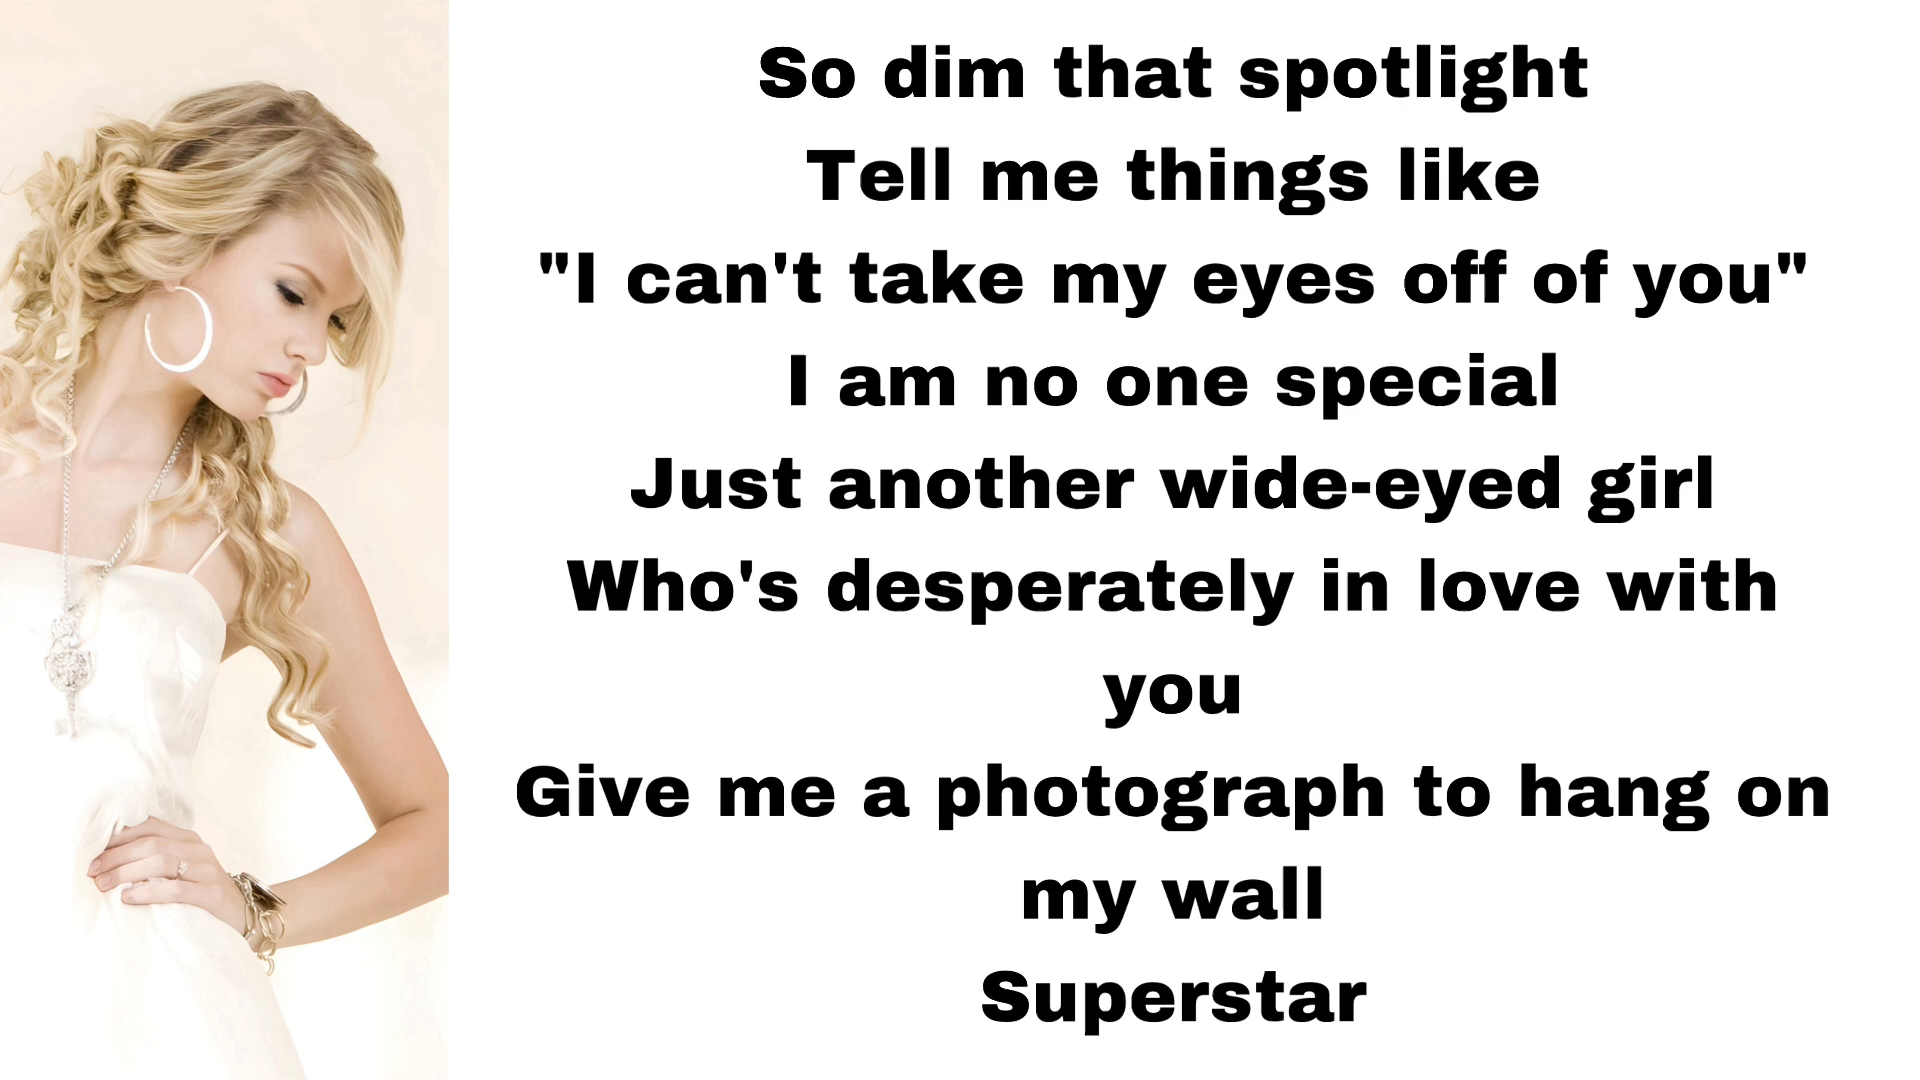 So dim that spotlight
Tell me things like
"I can't take my eyes off of you"
I am no one special
Just another wide-eyed girl
Who's desperately in love with
you
Give me a photograph to hang on
my wall
Superstar